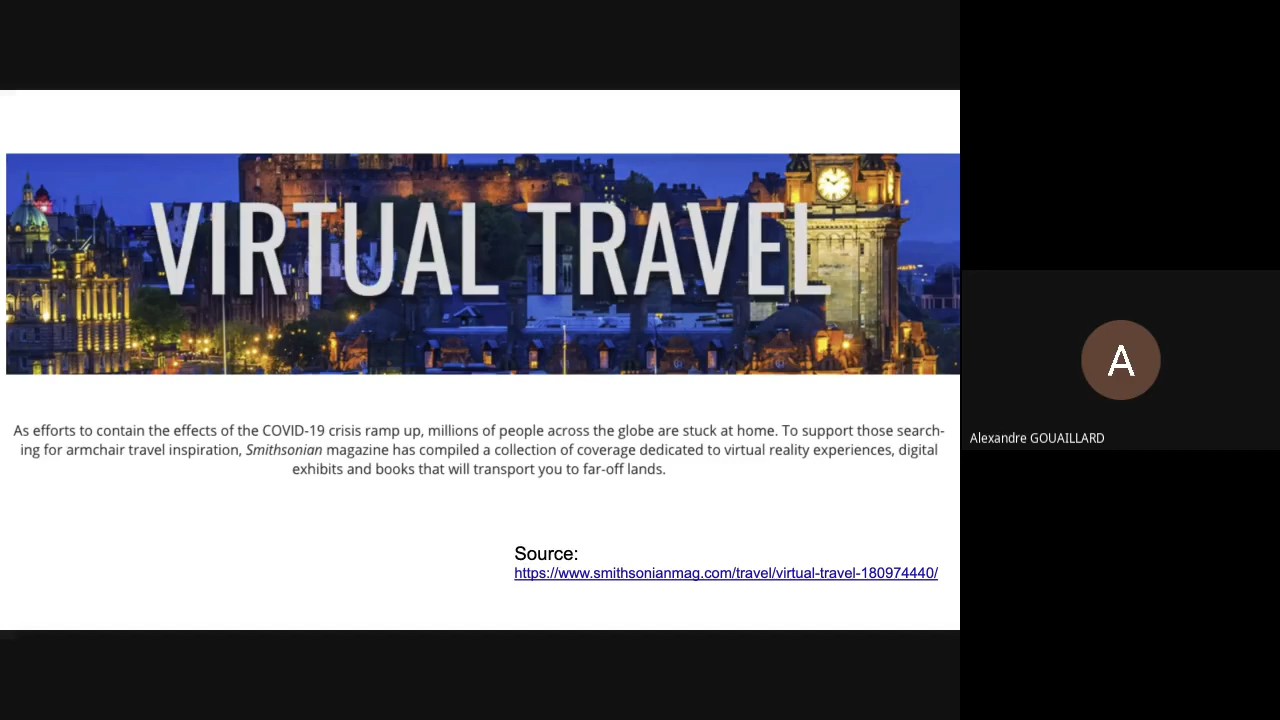 VIRTUAL TRAVEL
As efforts to contain the effects of the COVID-19 crisis ramp up, millions of people across the globe are stuck at home. To support those search-
ing for armchair travel inspiration, Smithsonian magazine has compiled a collection of coverage dedicated to virtual reality experiences, digital
exhibits and books that will transport you to far-off lands.
Source:
https://www.smithsonianmag.com/travel/virtual-travel-180974440/
A
Alexandre GOUAILLARD